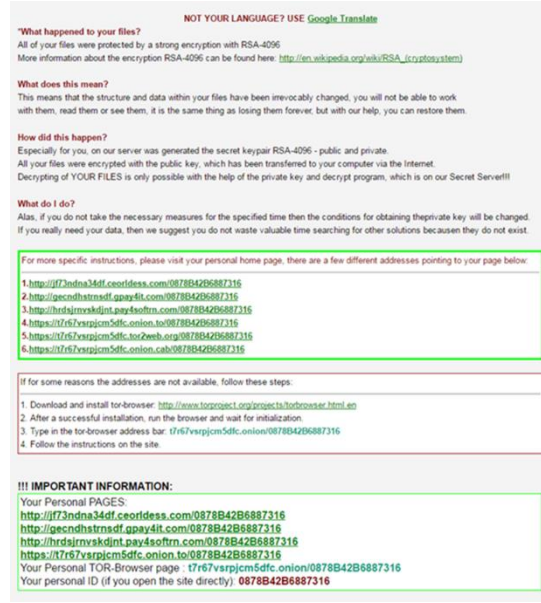 NOT YOUR LANGUAGE? USE Google Translate
"What happened to your files?
All of your files were protected by a strong encryption with RSA-4096
More information about the encryption RSA-4096 can be found here: http://en.wikipedia.org/wiki/RSA_(cryptosystem)
What does this mean?
This means that the structure and data within your files have been irrevocably changed, you will not be able to work
with them, read them or see them, it is the same thing as losing them forever, but with our help, you can restore them.
How did this happen?
Especially for you, on our server was generated the secret keypair RSA-4096 - public and private.
All your files were encrypted with the public key, which has been transferred to your computer via the Internet.
Decrypting of YOUR FILES is only possible with the help of the private key and decrypt program, which is on our Secret Server!!!
What do I do?
Alas, if you do not take the necessary measures for the specified time then the conditions for obtaining theprivate key will be changed.
If you really need your data, then we suggest you do not waste valuable time searching for other solutions becausen they do not exist.
For more specific instructions, please visit your personal home page, there are a few different addresses pointing to your page below:
1.http://jf73ndna34df.ceorldess.com/0878B42B6887316
2.http://gecndhstrnsdf.gpay4it.com/0878B42B6887316
3.http://hrdsjrnvskdjnt.pay4softrn.com/0878B42B6887316
4.https://t7r67vsrpjcm5dfc.onion.to/0878B42B6887316
5.https://t7r67vsrpjcm5dfc.tor2web.org/0878B42B6887316
6.https://t7r67vsrpjcm5dfc.onion.cab/0878B42B6887316
If for some reasons the addresses are not available, follow these steps:
1. Download and install tor-browser: http://www.torproject.org/projects/torbrowser.html.en
2. After a successful installation, run the browser and wait for initialization.
3. Type in the tor-browser address bar: t7r67vsrpjcm5dfc.onion/0878B42B6887316
4. Follow the instructions on the site.
!!! IMPORTANT INFORMATION:
Your Personal PAGES:
http://jf73ndna34df.ceorldess.com/0878B42B6887316
http://gecndhstrnsdf.gpay4it.com/0878B42B6887316
http://hrdsjrnvskdjnt.pay4softrn.com/0878B42B6887316
https://t7r67vsrpjcm5dfc.onion.to/0878B42B6887316
Your Personal TOR-Browser page : t7r67vsrpjcm5dfc.onion/0878B42B6887316
Your personal ID (if you open the site directly): 0878B42B6887316